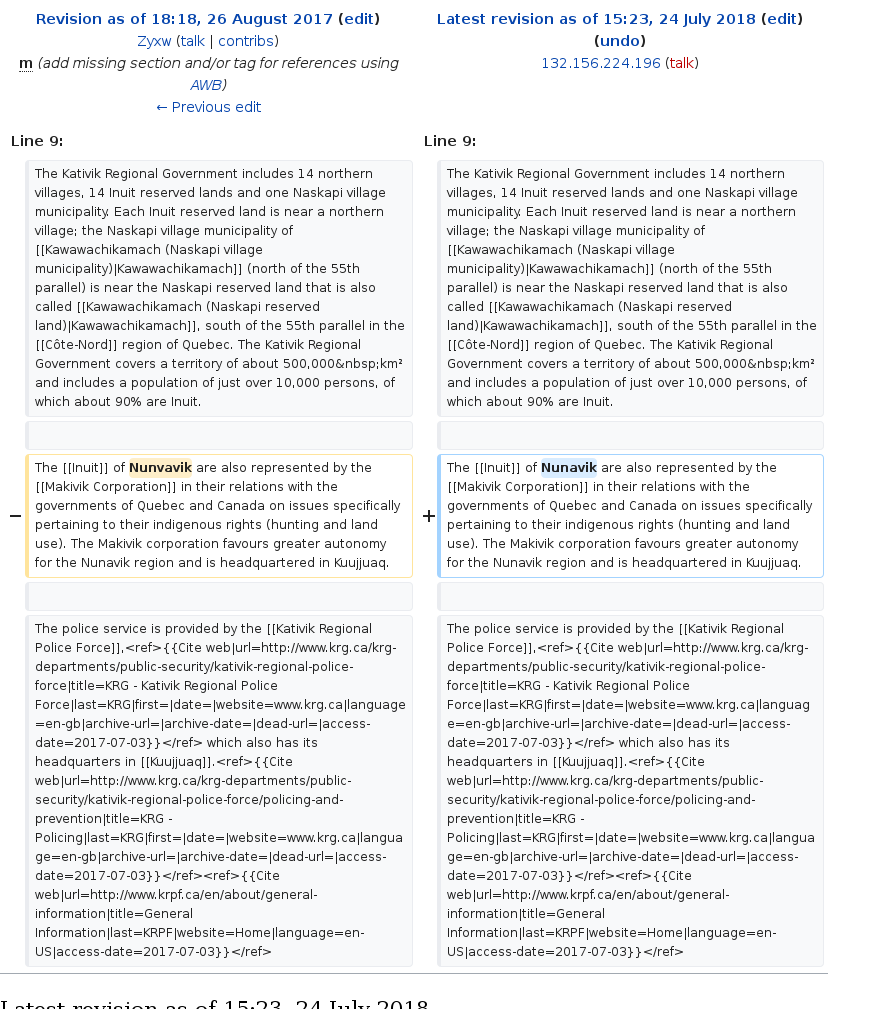 Revision as of 18:18, 26 August 2017 (edit)
Zyxw (talk | contribs)
m (add missing section and/or tag for references using
AWB)
← Previous edit
Latest revision as of 15:23, 24 July 2018 (edit)
(undo)
132.156.224.196 (talk)
Line 9:
Line 9:
The Kativik Regional Government includes 14 northern
villages, 14 Inuit reserved lands and one Naskapi village
municipality. Each Inuit reserved land is near a northern
village; the Naskapi village municipality of
[[Kawawachikamach (Naskapi village
municipality)|Kawawachikamach]] (north of the 55th
parallel) is near the Naskapi reserved land that is also
called [[Kawawachikamach (Naskapi reserved
land)|Kawawachikamach]], south of the 55th parallel in the
[[Côte-Nord]] region of Quebec. The Kativik Regional
Government covers a territory of about 500,000&nbsp;km²
and includes a population of just over 10,000 persons, of
which about 90% are Inuit.
The Kativik Regional Government includes 14 northern
villages, 14 Inuit reserved lands and one Naskapi village
municipality. Each Inuit reserved land is near a northern
village; the Naskapi village municipality of
[[Kawawachikamach (Naskapi village
municipality)|Kawawachikamach]] (north of the 55th
parallel) is near the Naskapi reserved land that is also
called [[Kawawachikamach (Naskapi reserved
land)|Kawawachikamach]], south of the 55th parallel in the
[[Côte-Nord]] region of Quebec. The Kativik Regional
Government covers a territory of about 500,000&nbsp;km²
and includes a population of just over 10,000 persons, of
which about 90% are Inuit.
−
The [[Inuit]] of Nunvavik are also represented by the
[[Makivik Corporation]] in their relations with the
governments of Quebec and Canada on issues specifically
pertaining to their indigenous rights (hunting and land
use). The Makivik corporation favours greater autonomy
for the Nunavik region and is headquartered in Kuujjuaq.
+
The [[Inuit]] of Nunavik are also represented by the
[[Makivik Corporation]] in their relations with the
governments of Quebec and Canada on issues specifically
pertaining to their indigenous rights (hunting and land
use). The Makivik corporation favours greater autonomy
for the Nunavik region and is headquartered in Kuujjuaq.
The police service is provided by the [[Kativik Regional
Police Force]],<ref>{{Cite web|url=http://www.krg.ca/krg-
departments/public-security/kativik-regional-police-
force|title=KRG - Kativik Regional Police
Force|last=KRG|first=|date=|website=www.krg.ca|language
=en-gb|archive-url=|archive-date=|dead-url=|access-
date=2017-07-03}}</ref> which also has its
headquarters in [[Kuujjuaq]].<ref>{{Cite
web|url=http://www.krg.ca/krg-departments/public-
security/kativik-regional-police-force/policing-and-
prevention|title=KRG -
Policing|last=KRG|first=|date=|website=www.krg.ca|langua
ge=en-gb|archive-url=|archive-date=|dead-url=|access-
date=2017-07-03}}</ref><ref>{{Cite
web|url=http://www.krpf.ca/en/about/general-
information|title=General
Information|last=KRPF|website=Home|language=en-
US|access-date=2017-07-03}}</ref>
The police service is provided by the [[Kativik Regional
Police Force]],<ref>{{Cite web|url=http://www.krg.ca/krg-
departments/public-security/kativik-regional-police-
force|title=KRG - Kativik Regional Police
Force|last=KRG|first=|date=|website=www.krg.ca|languag
e=en-gb|archive-url=|archive-date=|dead-url=|access-
date=2017-07-03}}</ref> which also has its
headquarters in [[Kuujjuaq]].<ref>{{Cite
web|url=http://www.krg.ca/krg-departments/public-
security/kativik-regional-police-force/policing-and-
prevention|title=KRG -
Policing|last=KRG|first=|date=|website=www.krg.ca|langua
ge=en-gb|archive-url=|archive-date=|dead-url=|access-
date=2017-07-03}}</ref><ref>{{Cite
web|url=http://www.krpf.ca/en/about/general-
information|title=General
Information|last=KRPF|website=Home|language=en-
US|access-date=2017-07-03}}</ref>
Latest revision as of 15:23, 24 July 2018